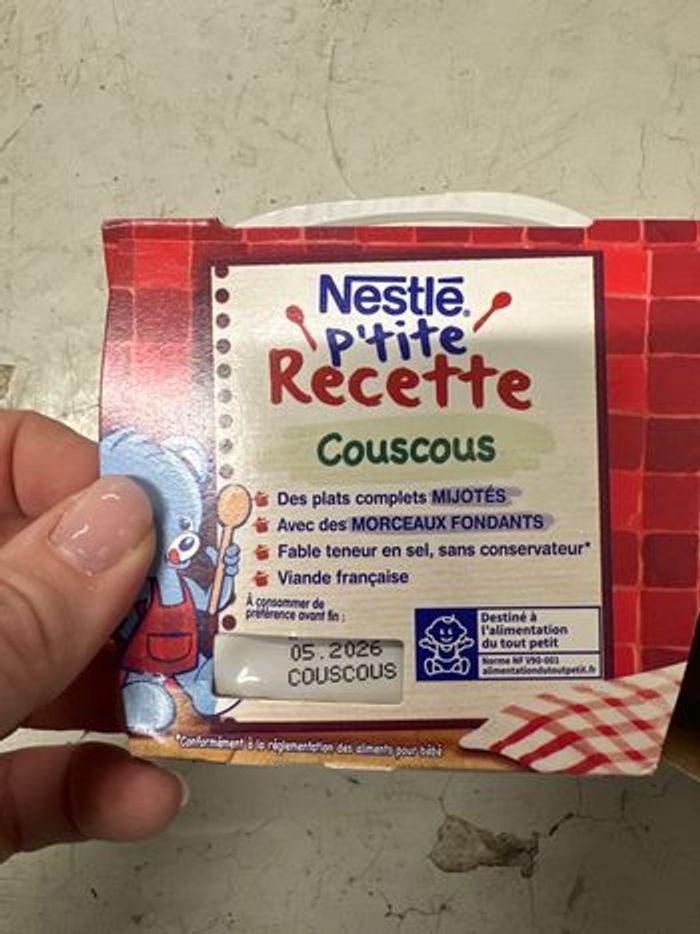 Nestlē®
p'tite
Recette
Couscous
Des plats complets MIJOTÉS
Avec des MORCEAUX FONDANTS
Fable teneur en sel, sans conservateur*
Viande française
À consommer de
préférence avant fin :
05.2026
COUSCOUS
Destiné à
l'alimentation
du tout petit
Norme NF V90-001
alimentationdutoutpetit.fr
*Conformément à la réglementation des aliments pour bébé